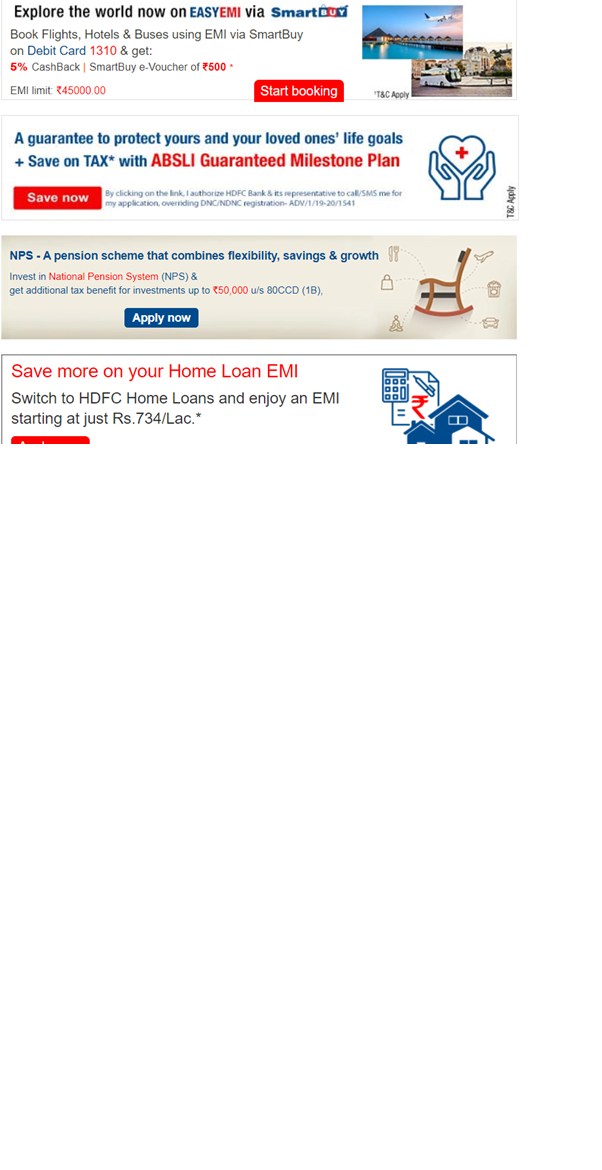 Explore the world now on EASYEMI via SmartBUY
Book Flights, Hotels & Buses using EMI via SmartBuy
on Debit Card 1310 & get:
5% CashBack | SmartBuy e-Voucher of ₹500 *
EMI limit: ₹45000.00
Start booking
*T&C Apply
A guarantee to protect yours and your loved ones' life goals
+ Save on TAX* with ABSLI Guaranteed Milestone Plan
Save now
By clicking on the link, I authorize HDFC Bank & its representative to call/SMS me for
my application, overriding DNC/NDNC registration- ADV/1/19-20/1541
T&C Apply
NPS - A pension scheme that combines flexibility, savings & growth
Invest in National Pension System (NPS) &
get additional tax benefit for investments up to ₹50,000 u/s 80CCD (1B),
Apply now
Save more on your Home Loan EMI
Switch to HDFC Home Loans and enjoy an EMI
starting at just Rs.734/Lac.*